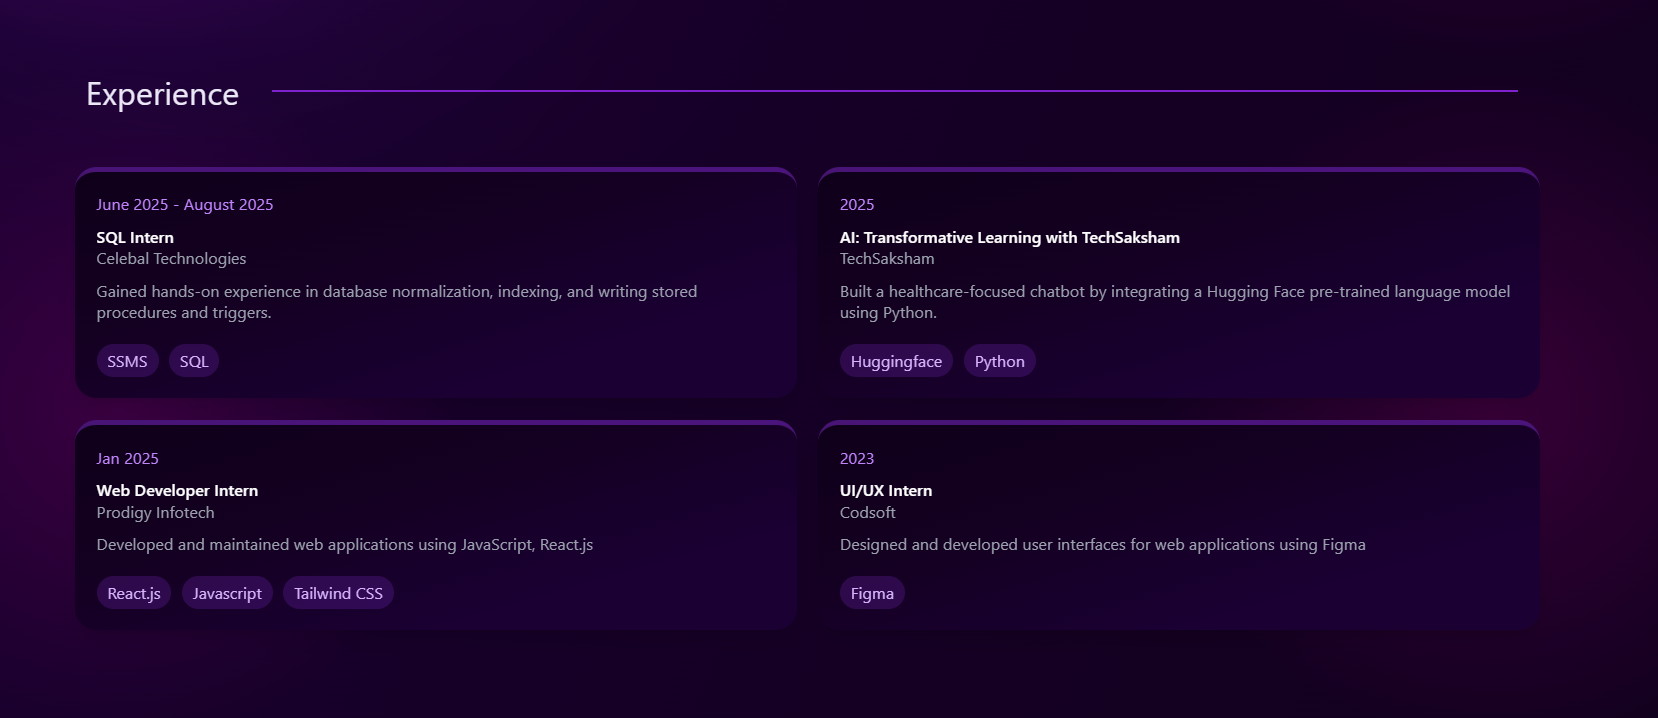 Experience
June 2025 - August 2025
SQL Intern
Celebal Technologies
Gained hands-on experience in database normalization, indexing, and writing stored
procedures and triggers.
SSMS SQL
2025
AI: Transformative Learning with TechSaksham
TechSaksham
Built a healthcare-focused chatbot by integrating a Hugging Face pre-trained language model
using Python.
Huggingface Python
Jan 2025
Web Developer Intern
Prodigy Infotech
Developed and maintained web applications using JavaScript, React.js
React.js Javascript Tailwind CSS
2023
UI/UX Intern
Codsoft
Designed and developed user interfaces for web applications using Figma
Figma